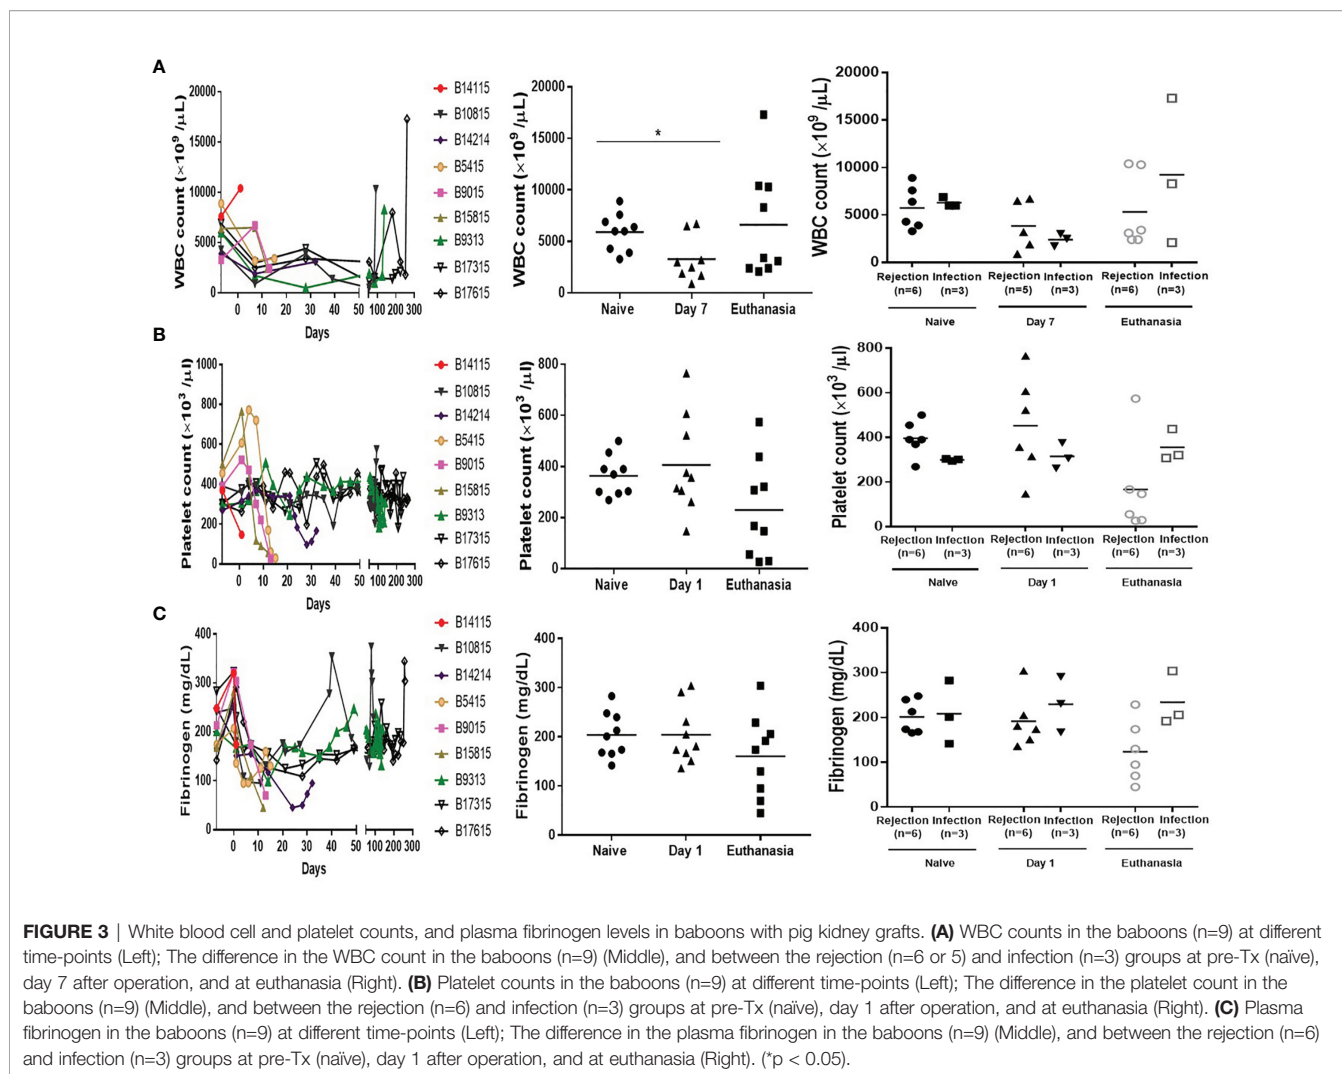 A
WBC count (×10⁹ /µL)
20000
15000
10000
5000
0
0 10 20 30 40 50 100 200 300
Days
B14115
B10815
B14214
B5415
B9015
B15815
B9313
B17315
B17615
WBC count (×10⁹ /µL)
20000
15000
10000
5000
0
*
Naive Day 7 Euthanasia
WBC count (×10⁹ /µL)
20000
15000
10000
5000
0
Rejection Infection Rejection Infection Rejection Infection
(n=6) (n=3) (n=5) (n=3) (n=6) (n=3)
Naive Day 7 Euthanasia
B
Platelet count (×10³ /µl)
1000
800
600
400
200
0
0 10 20 30 40 50 100 200 300
Days
B14115
B10815
B14214
B5415
B9015
B15815
B9313
B17315
B17615
Platelet count (×10³ /µl)
800
600
400
200
0
Naive Day 1 Euthanasia
Platelet count (×10³ /µl)
800
600
400
200
0
Rejection Infection Rejection Infection Rejection Infection
(n=6) (n=3) (n=6) (n=3) (n=6) (n=3)
Naive Day 1 Euthanasia
C
Fibrinogen (mg/dL)
400
300
200
100
0
0 10 20 30 40 50 100 200 300
Days
B14115
B10815
B14214
B5415
B9015
B15815
B9313
B17315
B17615
Fibrinogen (mg/dL)
400
300
200
100
0
Naive Day 1 Euthanasia
Fibrinogen (mg/dL)
400
300
200
100
0
Rejection Infection Rejection Infection Rejection Infection
(n=6) (n=3) (n=6) (n=3) (n=6) (n=3)
Naive Day 1 Euthanasia
FIGURE 3 | White blood cell and platelet counts, and plasma fibrinogen levels in baboons with pig kidney grafts. (A) WBC counts in the baboons (n=9) at different
time-points (Left); The difference in the WBC count in the baboons (n=9) (Middle), and between the rejection (n=6 or 5) and infection (n=3) groups at pre-Tx (naïve),
day 7 after operation, and at euthanasia (Right). (B) Platelet counts in the baboons (n=9) at different time-points (Left); The difference in the platelet count in the
baboons (n=9) (Middle), and between the rejection (n=6) and infection (n=3) groups at pre-Tx (naïve), day 1 after operation, and at euthanasia (Right). (C) Plasma
fibrinogen in the baboons (n=9) at different time-points (Left); The difference in the plasma fibrinogen in the baboons (n=9) (Middle), and between the rejection (n=6)
and infection (n=3) groups at pre-Tx (naïve), day 1 after operation, and at euthanasia (Right). (*p < 0.05).